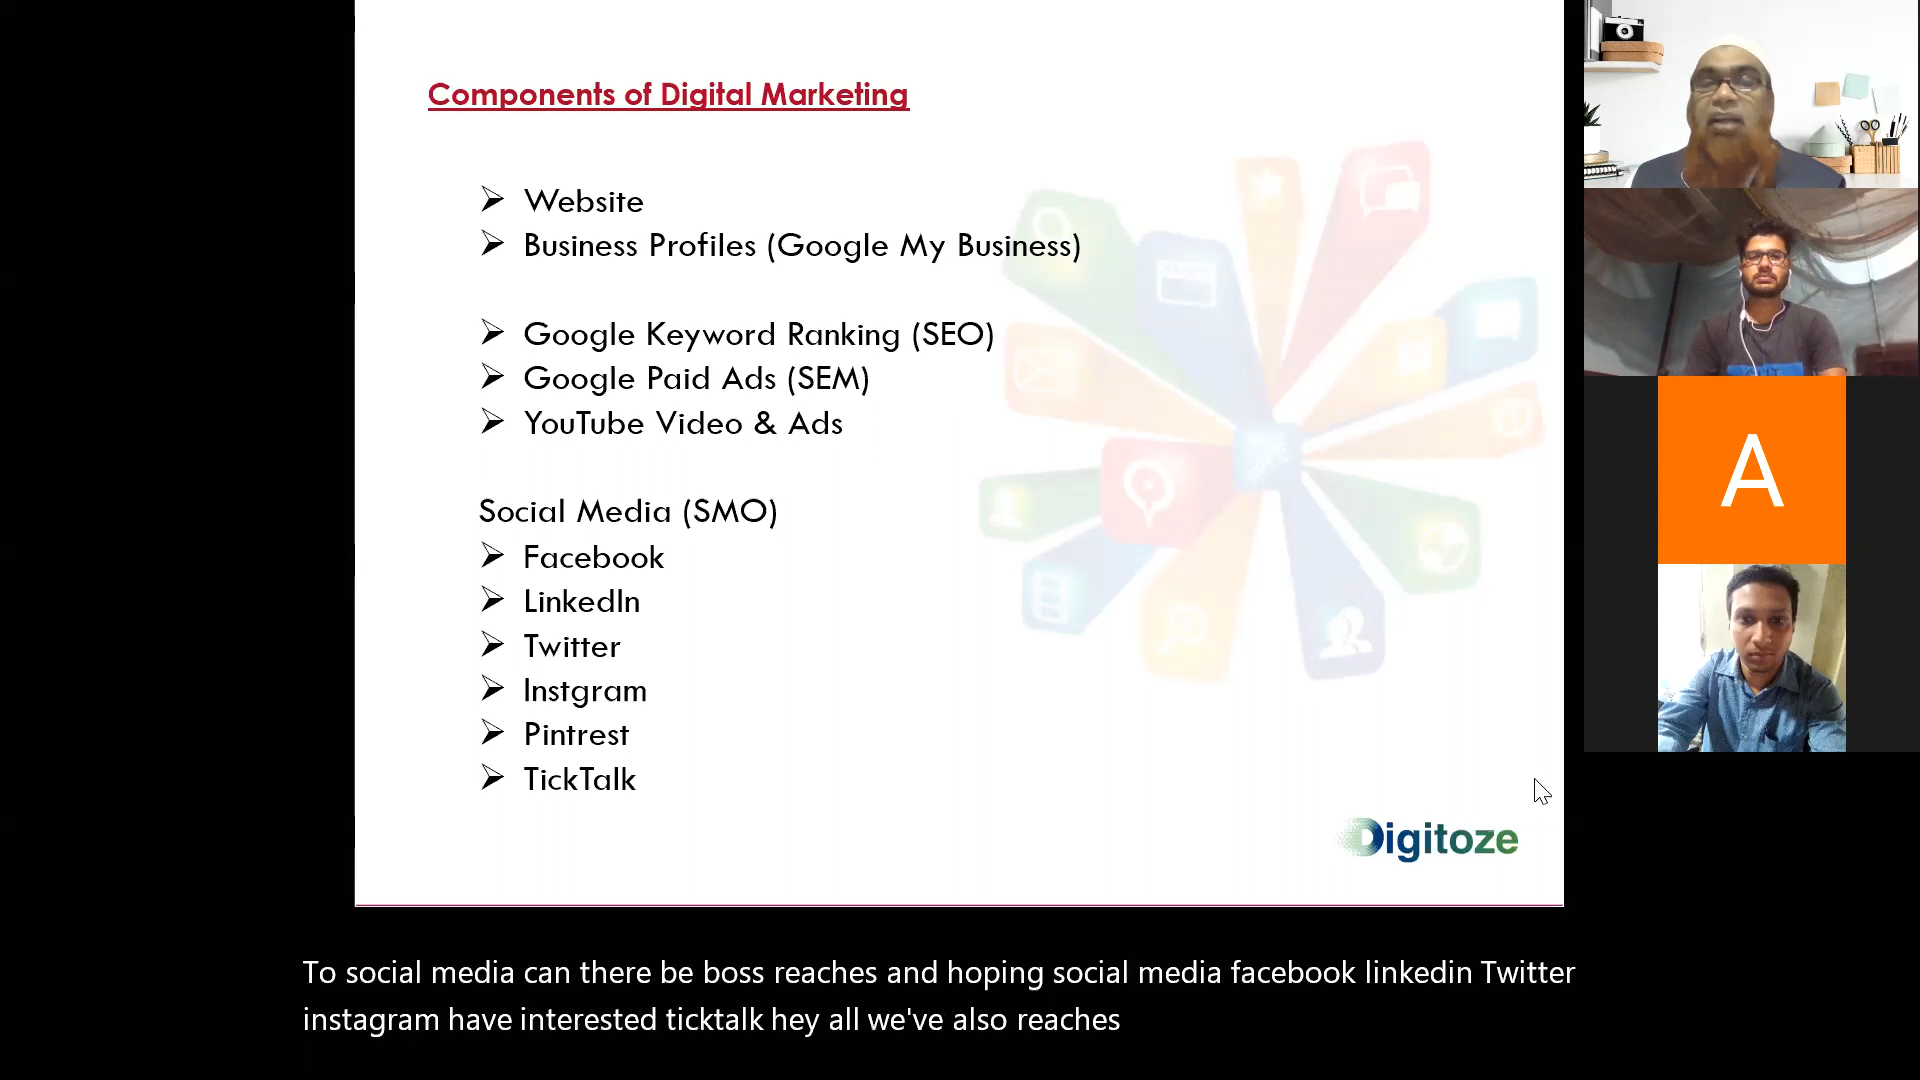 Components of Digital Marketing
Website
Business Profiles (Google My Business)
Google Keyword Ranking (SEO)
Google Paid Ads (SEM)
YouTube Video & Ads
Social Media (SMO)
Facebook
LinkedIn
Twitter
Instgram
Pintrest
TickTalk
Digitoze
A
To social media can there be boss reaches and hoping social media facebook linkedin Twitter
instagram have interested ticktalk hey all we've also reaches